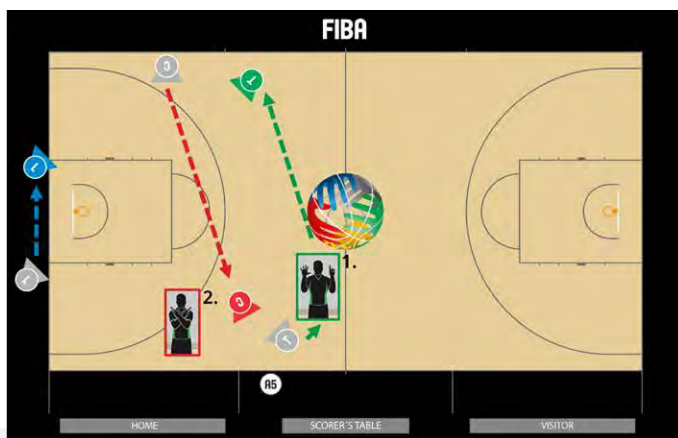 FIBA
C
T
L
1.
L
2.
C
T
A5
HOME
SCORER´S TABLE
VISITOR